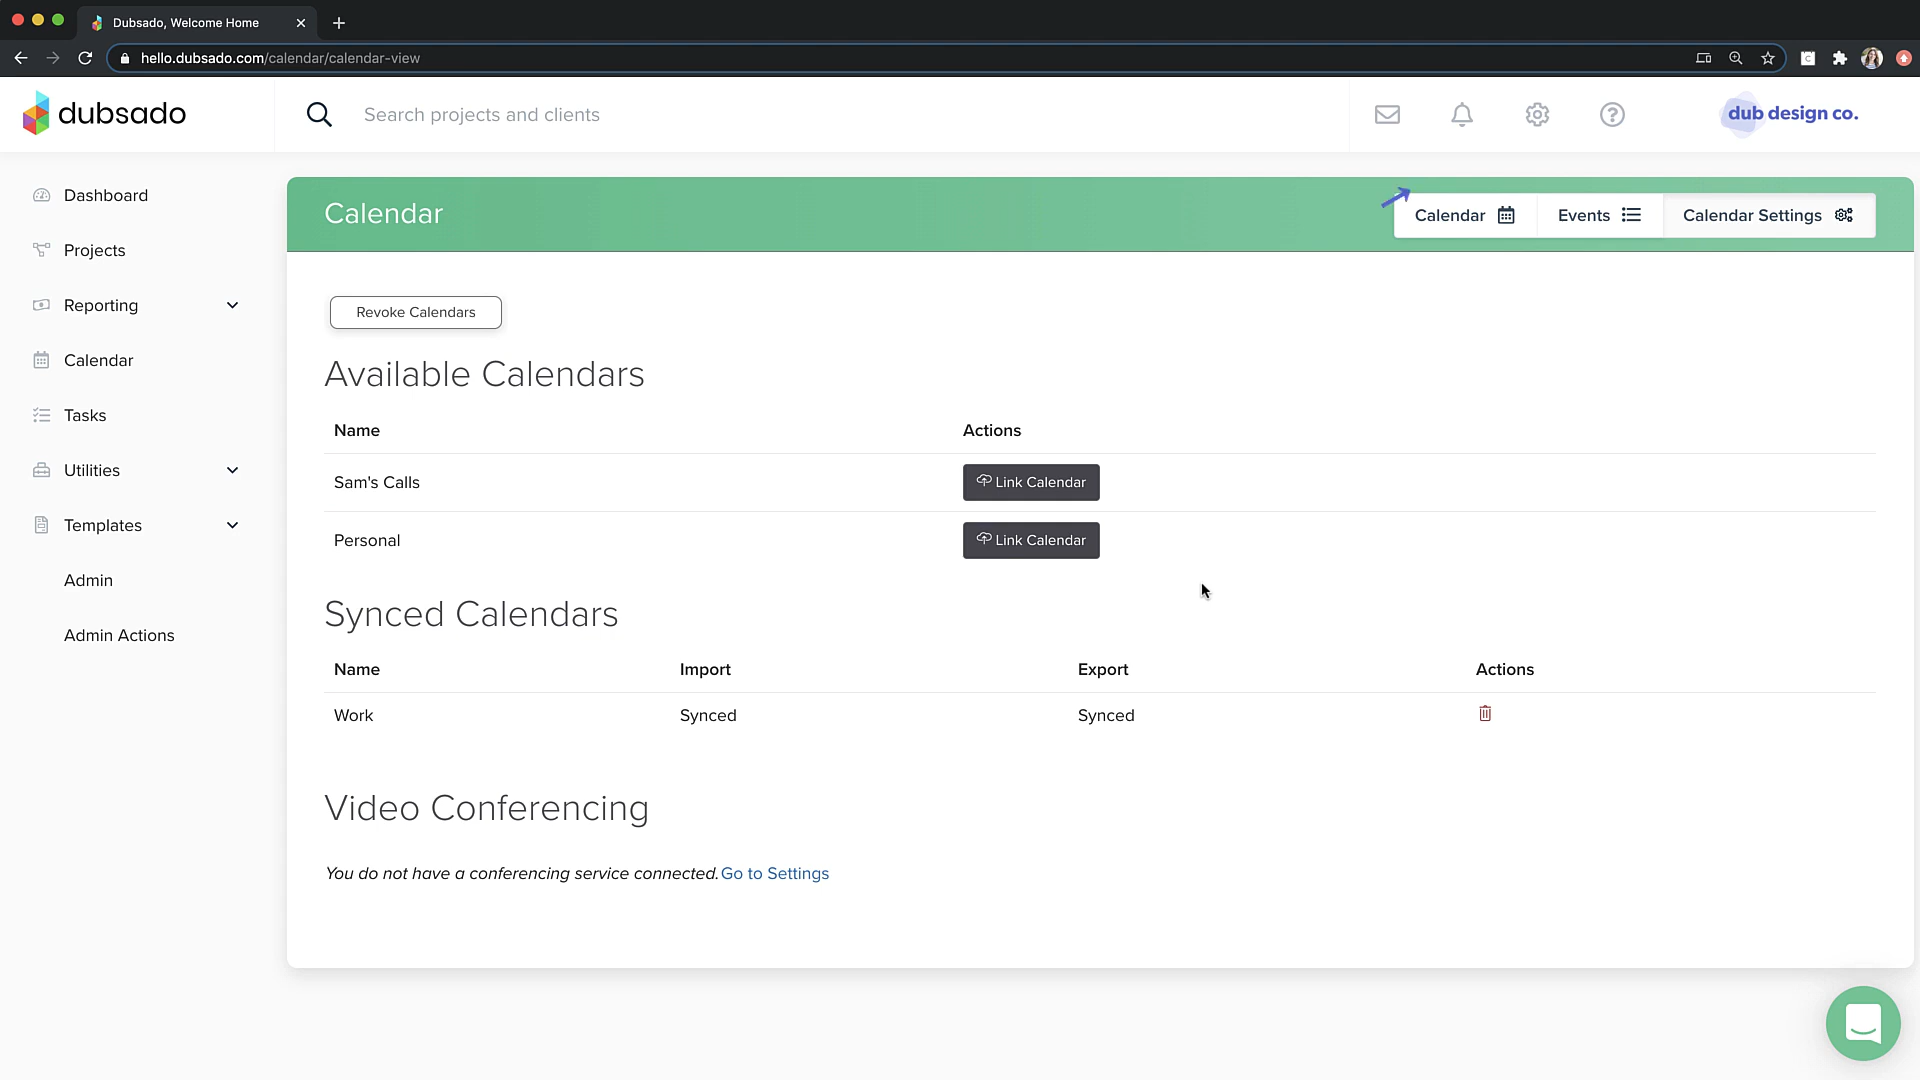 Dubsado, Welcome Home
hello.dubsado.com/calendar/calendar-view
dubsado
Search projects and clients
dub design co.
Dashboard
Projects
Reporting
Calendar
Tasks
Utilities
Templates
Admin
Admin Actions
Calendar
Calendar
Events
Calendar Settings
Revoke Calendars
Available Calendars
Name Actions
Sam's Calls Link Calendar
Personal Link Calendar
Synced Calendars
Name Import Export Actions
Work Synced Synced
Video Conferencing
You do not have a conferencing service connected. Go to Settings